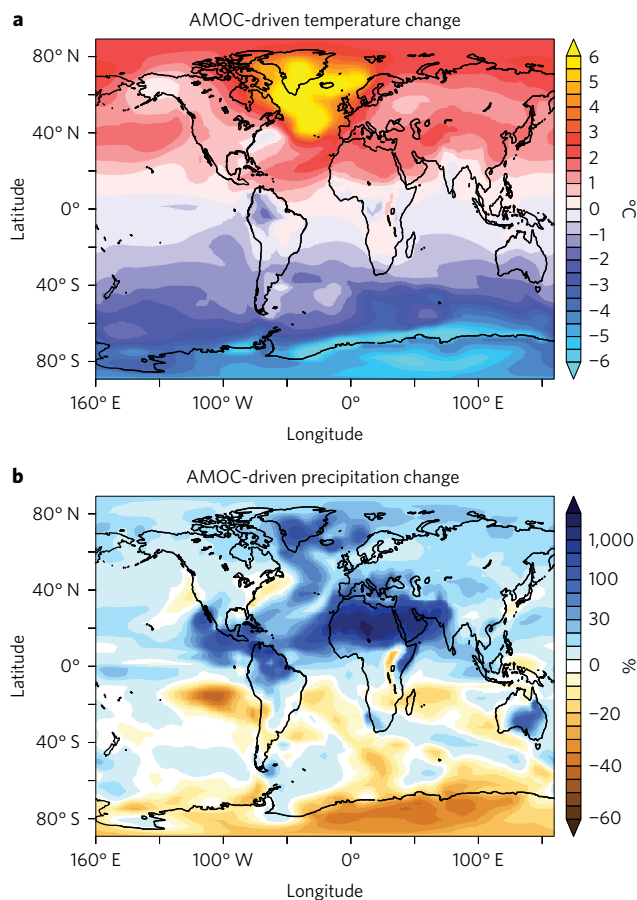 a AMOC-driven temperature change
80° N
40° N
0°
40° S
80° S
Latitude
160° E 100° W 0° 100° E
Longitude
6
5
4
3
2
1
0
−1
−2
−3
−4
−5
−6
°C
b AMOC-driven precipitation change
80° N
40° N
0°
40° S
80° S
Latitude
160° E 100° W 0° 100° E
Longitude
1,000
100
30
0
−20
−40
−60
%